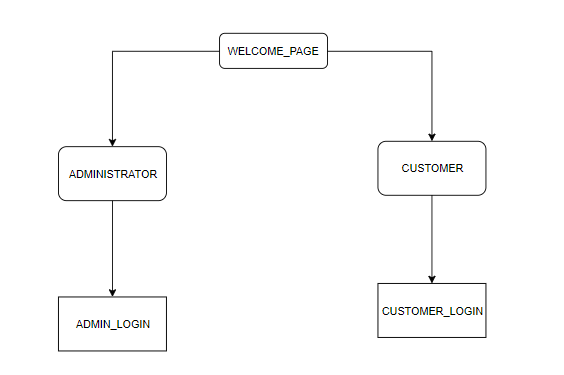 WELCOME_PAGE
ADMINISTRATOR
CUSTOMER
ADMIN_LOGIN
CUSTOMER_LOGIN